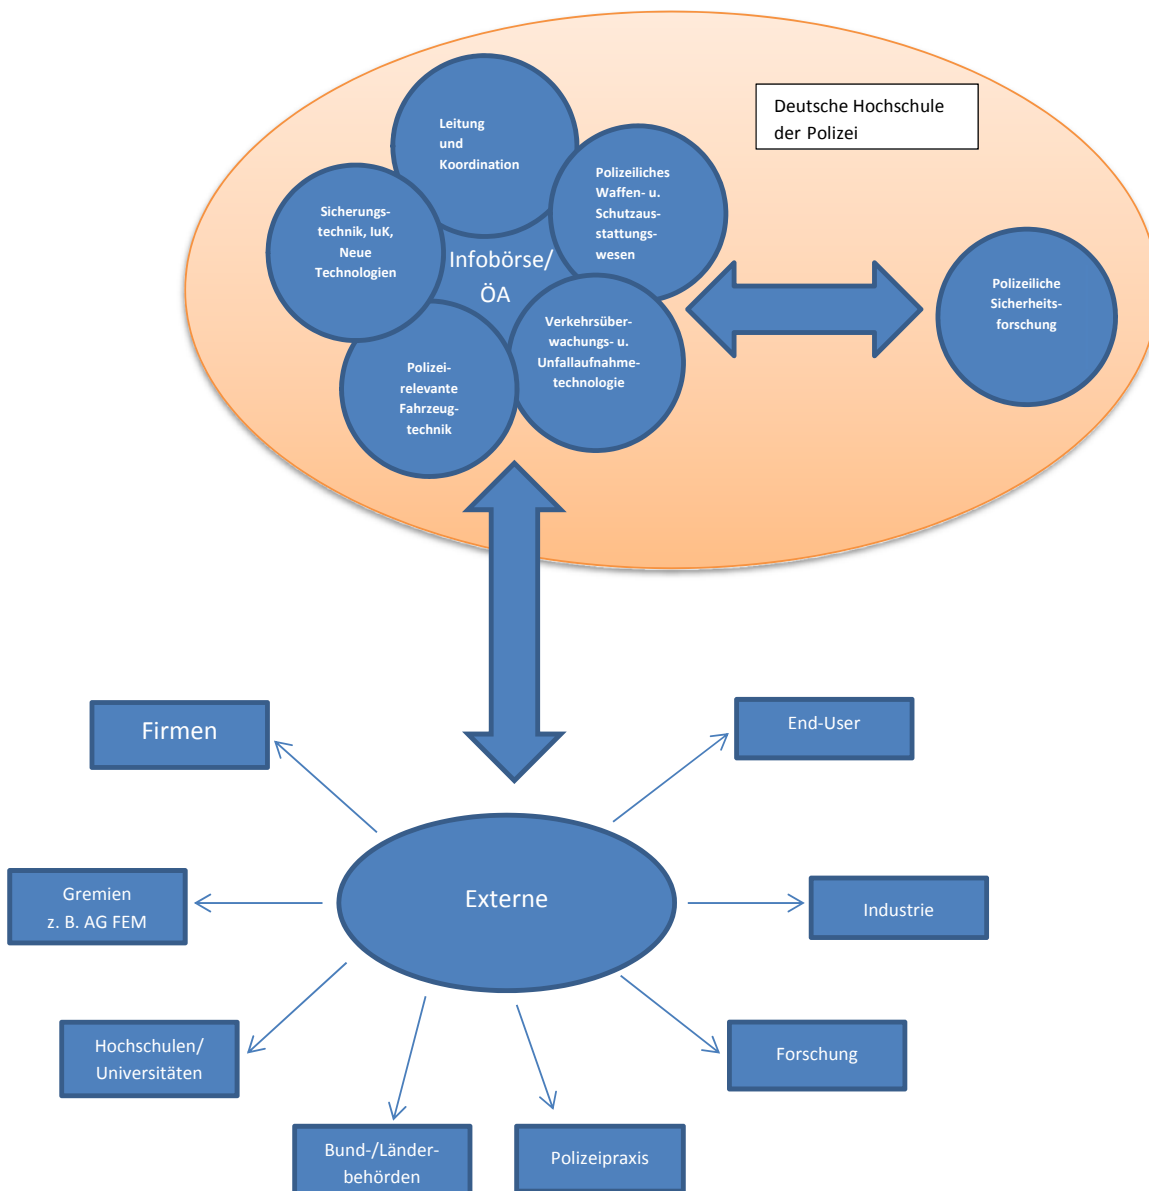 Deutsche Hochschule
der Polizei
Leitung
und
Koordination
Polizeiliches
Waffen- u.
Schutzaus-
stattungs-
wesen
Sicherungs-
technik, IuK,
Neue
Technologien
Infobörse/
ÖA
Polizeiliche
Sicherheits-
forschung
Verkehrsüber-
wachungs- u.
Unfallaufnahme-
technologie
Polizei-
relevante
Fahrzeug-
technik
Firmen
End-User
Externe
Gremien
z. B. AG FEM
Industrie
Hochschulen/
Universitäten
Forschung
Bund-/Länder-
behörden
Polizeipraxis